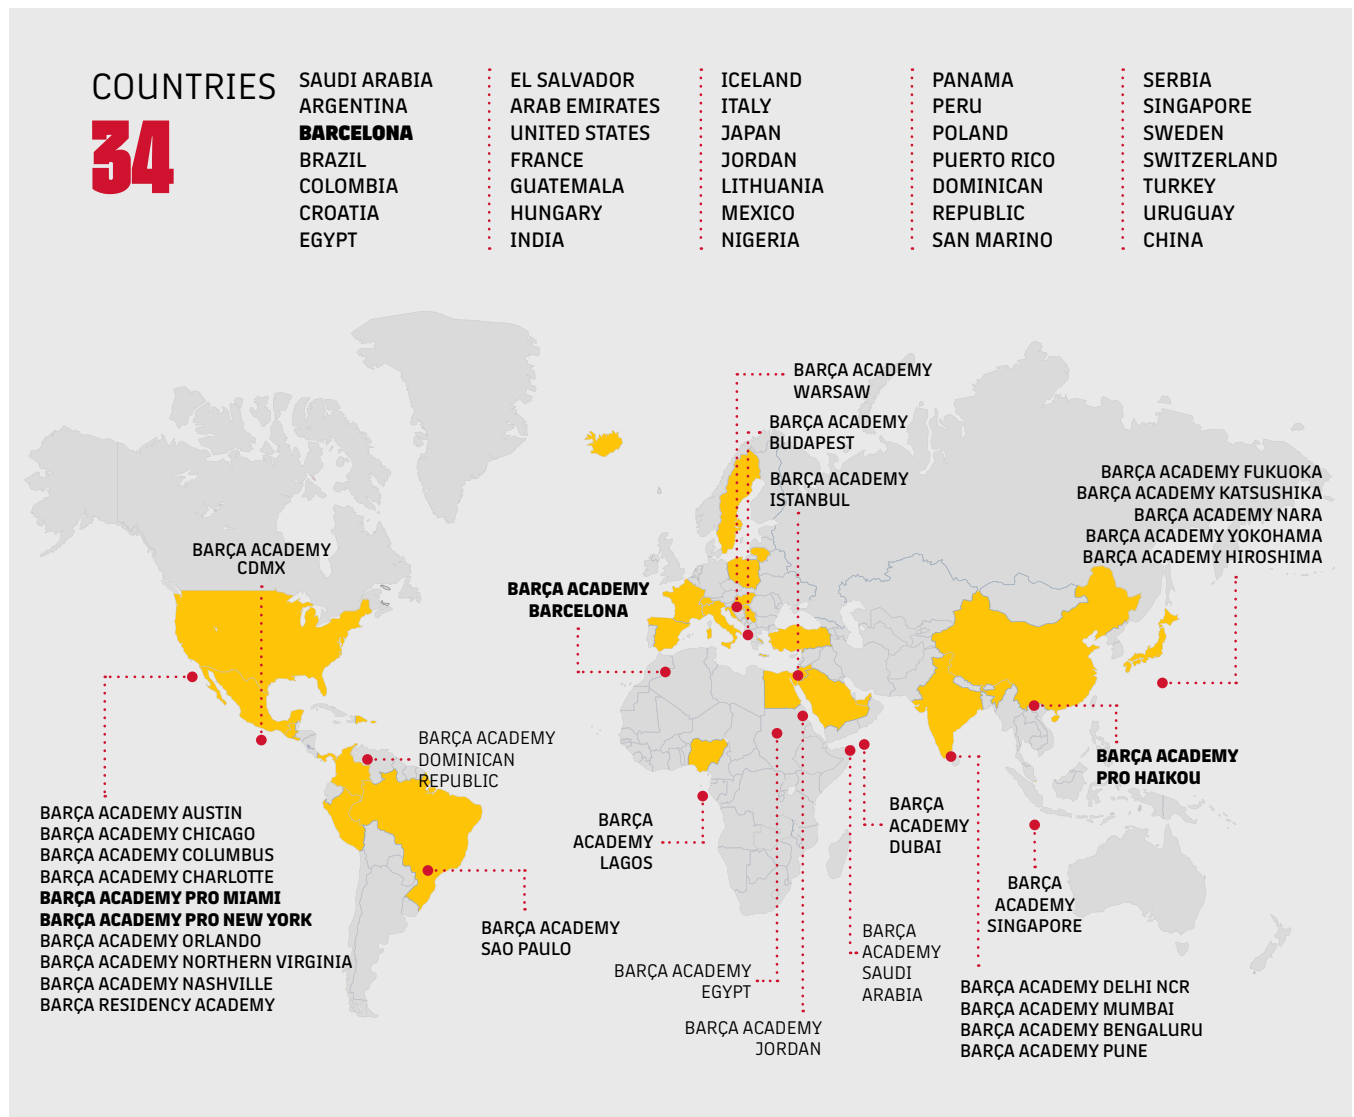 COUNTRIES
34
SAUDI ARABIA
ARGENTINA
BARCELONA
BRAZIL
COLOMBIA
CROATIA
EGYPT
EL SALVADOR
ARAB EMIRATES
UNITED STATES
FRANCE
GUATEMALA
HUNGARY
INDIA
ICELAND
ITALY
JAPAN
JORDAN
LITHUANIA
MEXICO
NIGERIA
PANAMA
PERU
POLAND
PUERTO RICO
DOMINICAN
REPUBLIC
SAN MARINO
SERBIA
SINGAPORE
SWEDEN
SWITZERLAND
TURKEY
URUGUAY
CHINA
BARÇA ACADEMY
WARSAW
BARÇA ACADEMY
BUDAPEST
BARÇA ACADEMY
ISTANBUL
BARÇA ACADEMY FUKUOKA
BARÇA ACADEMY KATSUSHIKA
BARÇA ACADEMY NARA
BARÇA ACADEMY YOKOHAMA
BARÇA ACADEMY HIROSHIMA
BARÇA ACADEMY
CDMX
BARÇA ACADEMY
BARCELONA
BARÇA ACADEMY
DOMINICAN
REPUBLIC
BARÇA ACADEMY
PRO HAIKOU
BARÇA ACADEMY AUSTIN
BARÇA ACADEMY CHICAGO
BARÇA ACADEMY COLUMBUS
BARÇA ACADEMY CHARLOTTE
BARÇA ACADEMY PRO MIAMI
BARÇA ACADEMY PRO NEW YORK
BARÇA ACADEMY ORLANDO
BARÇA ACADEMY NORTHERN VIRGINIA
BARÇA ACADEMY NASHVILLE
BARÇA RESIDENCY ACADEMY
BARÇA
ACADEMY
LAGOS
BARÇA
ACADEMY
DUBAI
BARÇA
ACADEMY
SINGAPORE
BARÇA ACADEMY
SAO PAULO
BARÇA
ACADEMY
SAUDI
ARABIA
BARÇA ACADEMY
EGYPT
BARÇA ACADEMY
JORDAN
BARÇA ACADEMY DELHI NCR
BARÇA ACADEMY MUMBAI
BARÇA ACADEMY BENGALURU
BARÇA ACADEMY PUNE